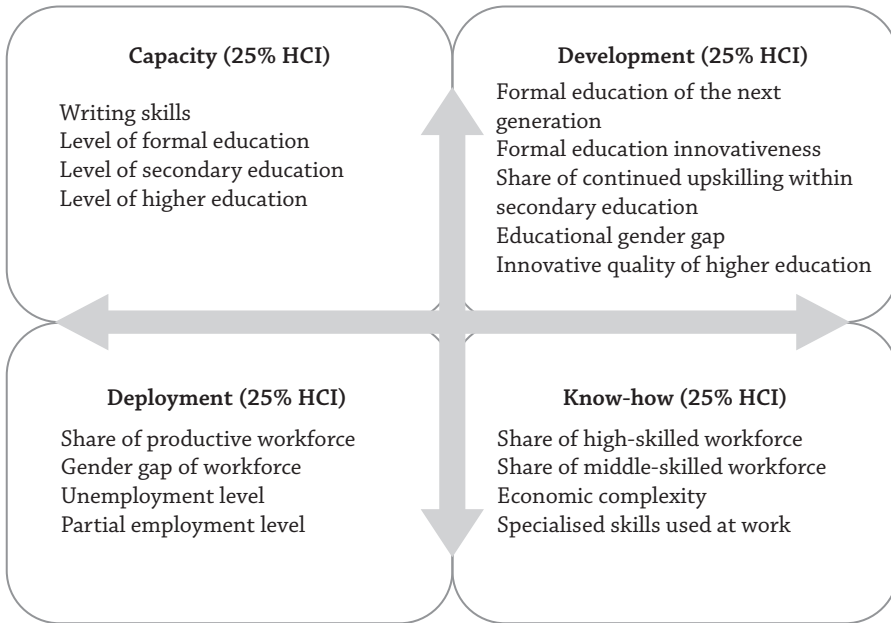 Capacity (25% HCI)
Writing skills
Level of formal education
Level of secondary education
Level of higher education
Development (25% HCI)
Formal education of the next
generation
Formal education innovativeness
Share of continued upskilling within
secondary education
Educational gender gap
Innovative quality of higher education
Deployment (25% HCI)
Share of productive workforce
Gender gap of workforce
Unemployment level
Partial employment level
Know-how (25% HCI)
Share of high-skilled workforce
Share of middle-skilled workforce
Economic complexity
Specialised skills used at work